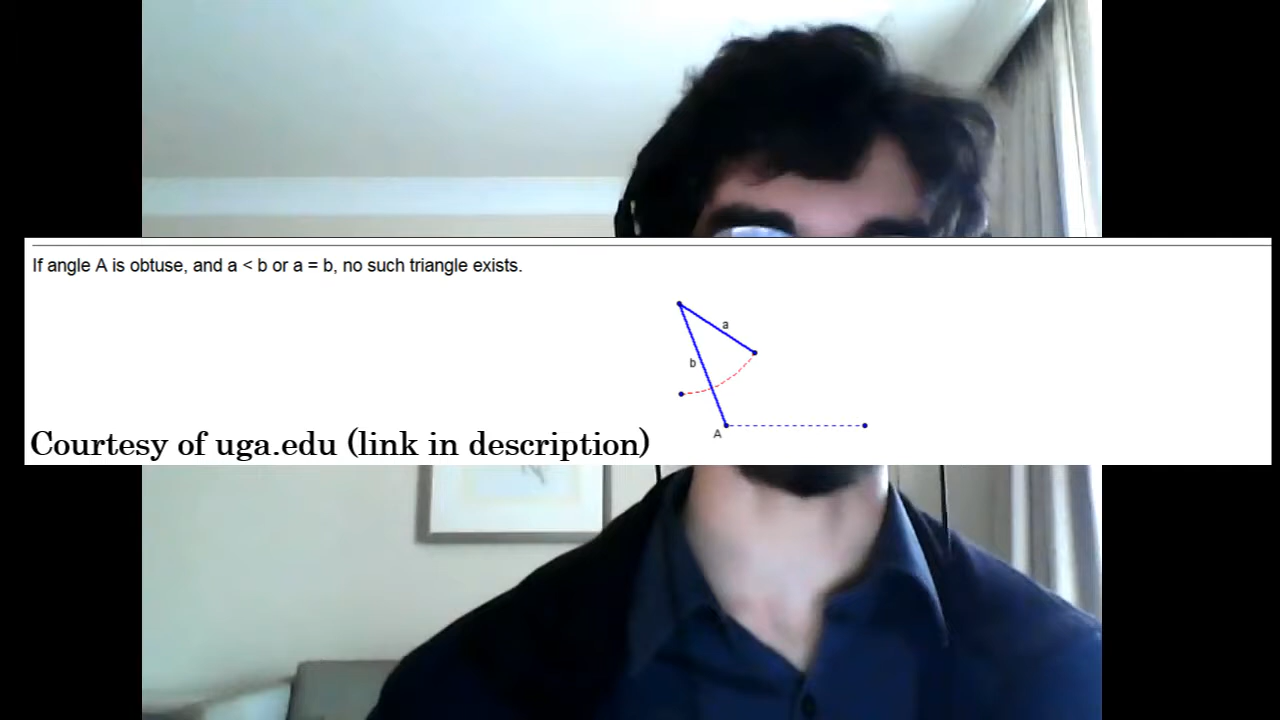 If angle A is obtuse, and a < b or a = b, no such triangle exists.
a
b
A
Courtesy of uga.edu (link in description)